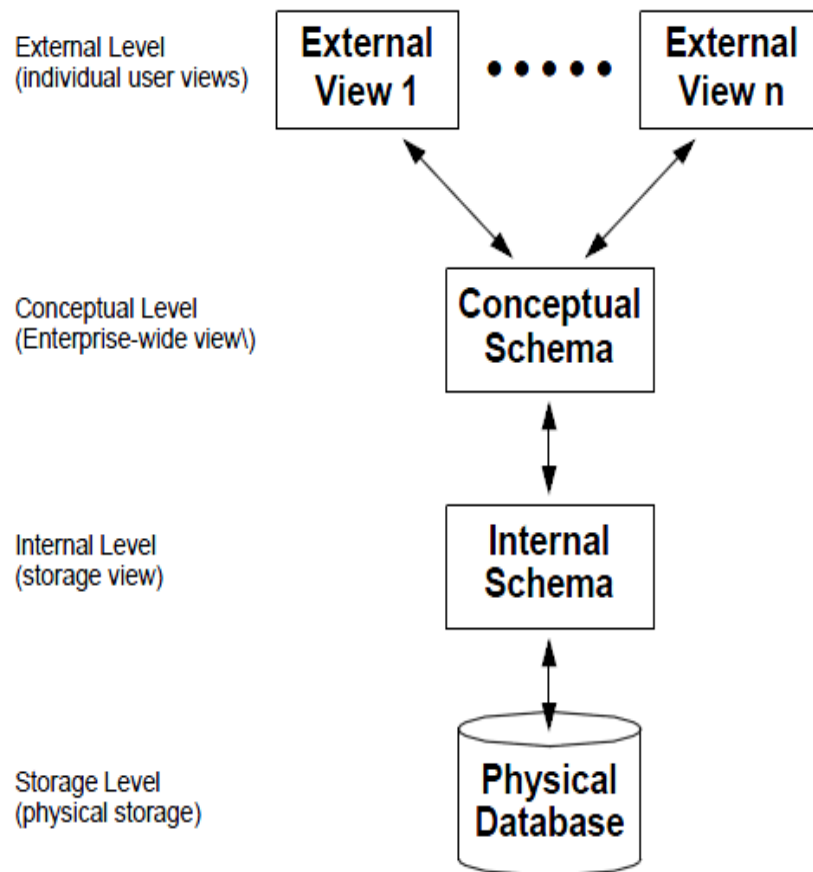 External Level
(individual user views)
External
View 1
External
View n
Conceptual Level
(Enterprise-wide view\)
Conceptual
Schema
Internal Level
(storage view)
Internal
Schema
Storage Level
(physical storage)
Physical
Database